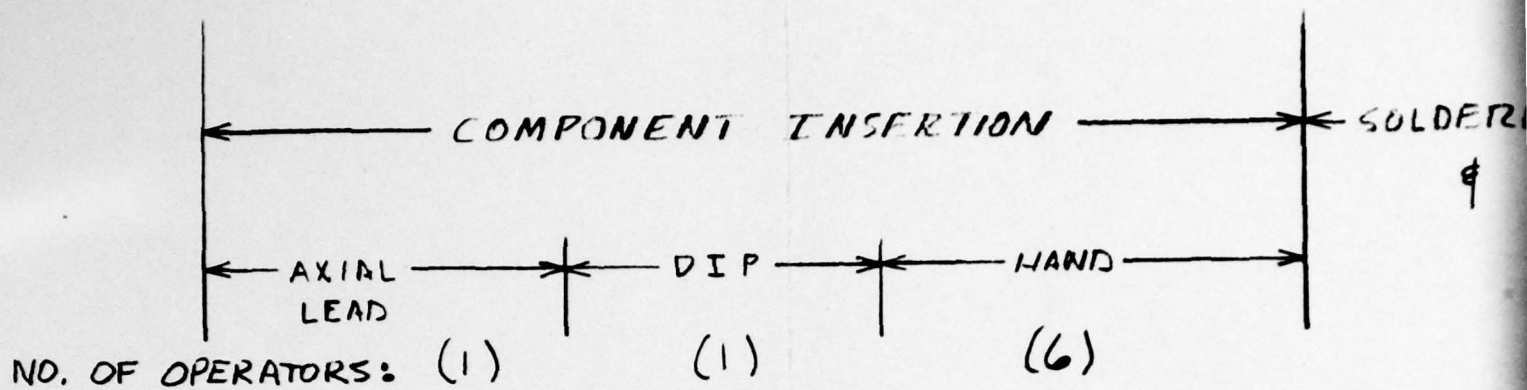 COMPONENT INSERTION
&
AXIAL DIP HAND
LEAD
NO. OF OPERATORS: (1) (1) (6)